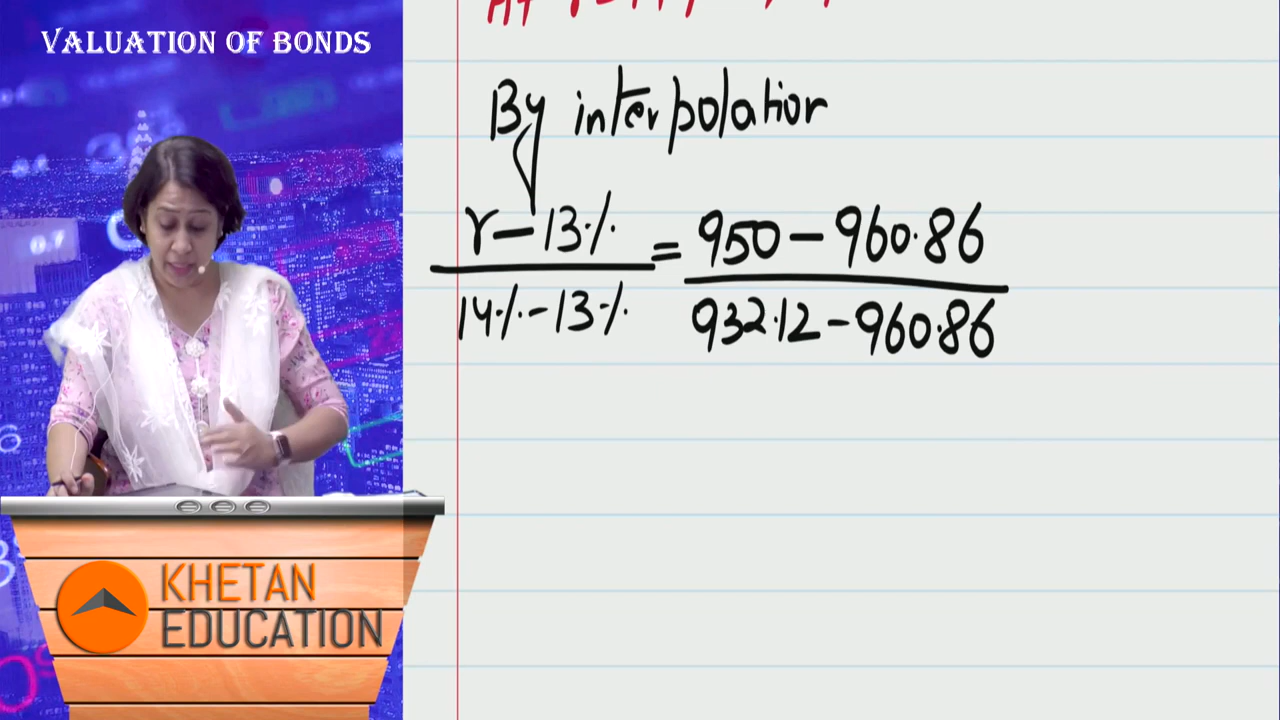 VALUATION OF BONDS
By interpolation
r – 13% = 950 – 960.86
14% – 13% 932.12 – 960.86
KHETAN
EDUCATION